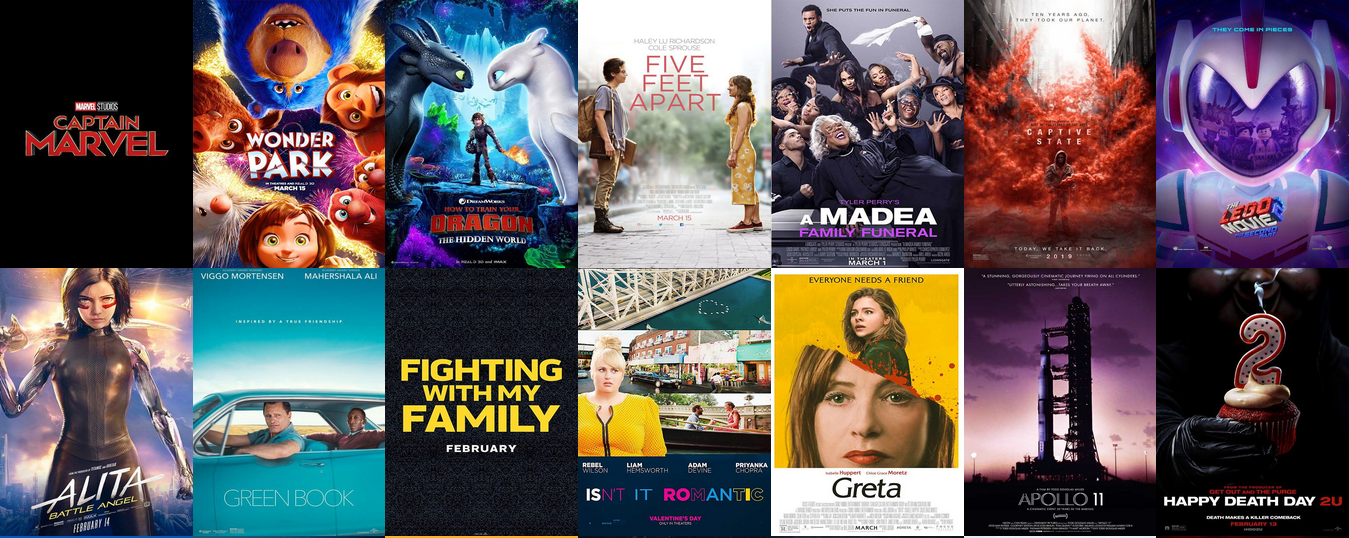 MARVEL STUDIOS
CAPTAIN
MARVEL
WONDER
PARK
IN THEATRES AND REAL D 3D
MARCH 15
DREAMWORKS
HOW TO TRAIN YOUR
DRAGON
THE HIDDEN WORLD
IN REAL D 3D AND IMAX
HALEY LU RICHARDSON
COLE SPROUSE
FIVE
FEET
APART
MARCH 15
SHE PUTS THE FUN IN FUNERAL
TYLER PERRY'S
A MADEA
FAMILY FUNERAL
IN THEATERS
MARCH 1
LIONSGATE
TEN YEARS AGO,
THEY TOOK OUR PLANET.
CAPTIVE
STATE
TODAY, WE TAKE IT BACK.
2019
THEY COME IN PIECES
THE
LEGO
MOVIE 2
ALITA
BATTLE ANGEL
FEBRUARY 14
VIGGO MORTENSEN MAHERSHALA ALI
INSPIRED BY A TRUE FRIENDSHIP
GREEN BOOK
FIGHTING
WITH MY
FAMILY
FEBRUARY
REBEL WILSON
LIAM HEMSWORTH
ADAM DEVINE
PRIYANKA CHOPRA
ISN'T IT ROMANTIC
VALENTINE'S DAY
ONLY IN THEATERS
EVERYONE NEEDS A FRIEND
Isabelle Huppert Chloë Grace Moretz
Greta
MARCH
"A STUNNING, GORGEOUSLY CINEMATIC JOURNEY FIRING ON ALL CYLINDERS."
"UTTERLY ASTONISHING...TAKES YOUR BREATH AWAY."
APOLLO 11
2
FROM THE PRODUCER OF
GET OUT AND THE PURGE
HAPPY DEATH DAY 2U
DEATH MAKES A KILLER COMEBACK
FEBRUARY 13